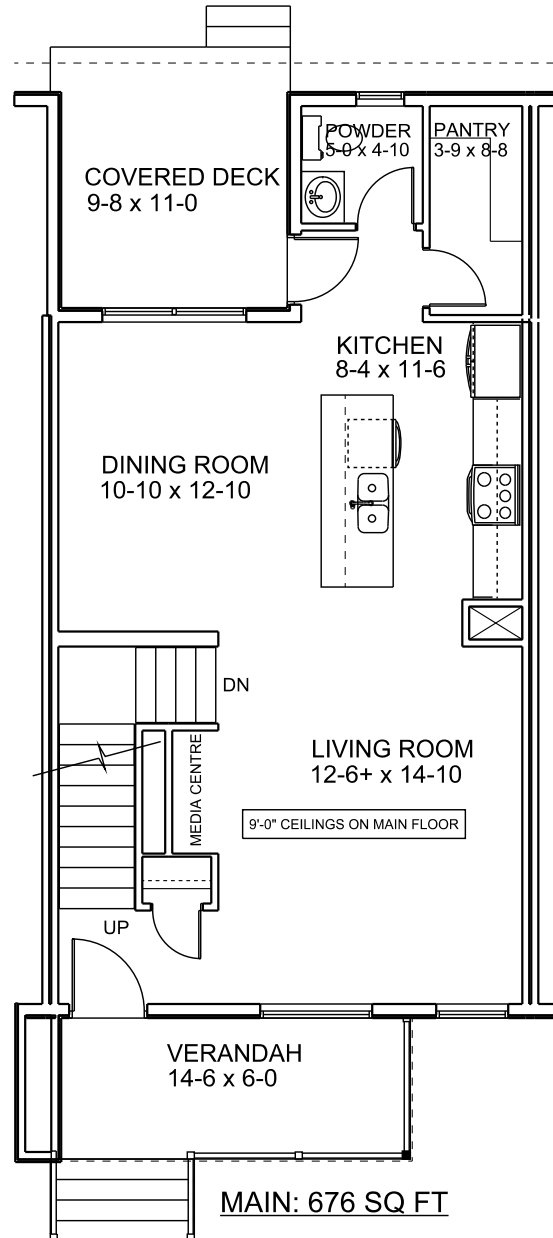 POWDER
5-0 x 4-10
PANTRY
3-9 x 8-8
COVERED DECK
9-8 x 11-0
KITCHEN
8-4 x 11-6
DINING ROOM
10-10 x 12-10
DN
MEDIA CENTRE
LIVING ROOM
12-6+ x 14-10
9'-0" CEILINGS ON MAIN FLOOR
UP
VERANDAH
14-6 x 6-0
MAIN: 676 SQ FT